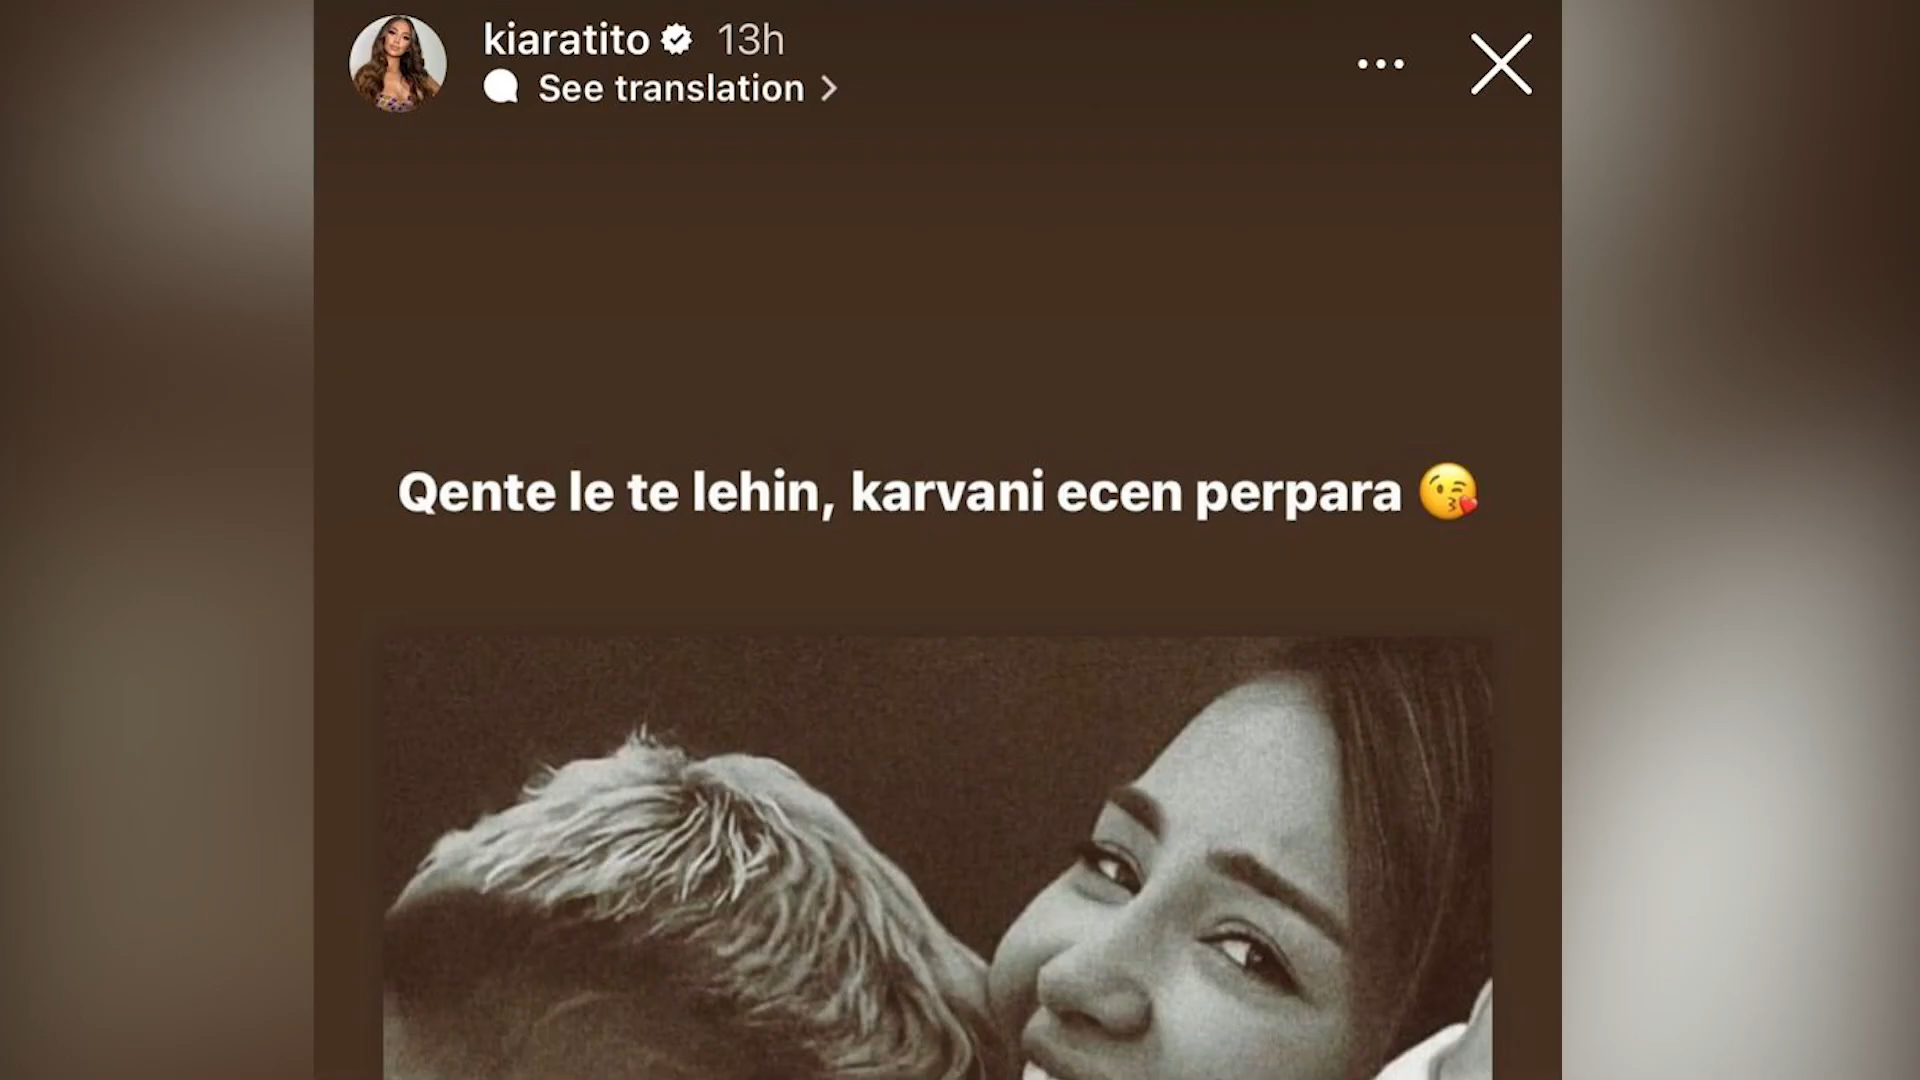 kiaratito 13h
See translation >
Qente le te lehin, karvani ecen perpara 😘